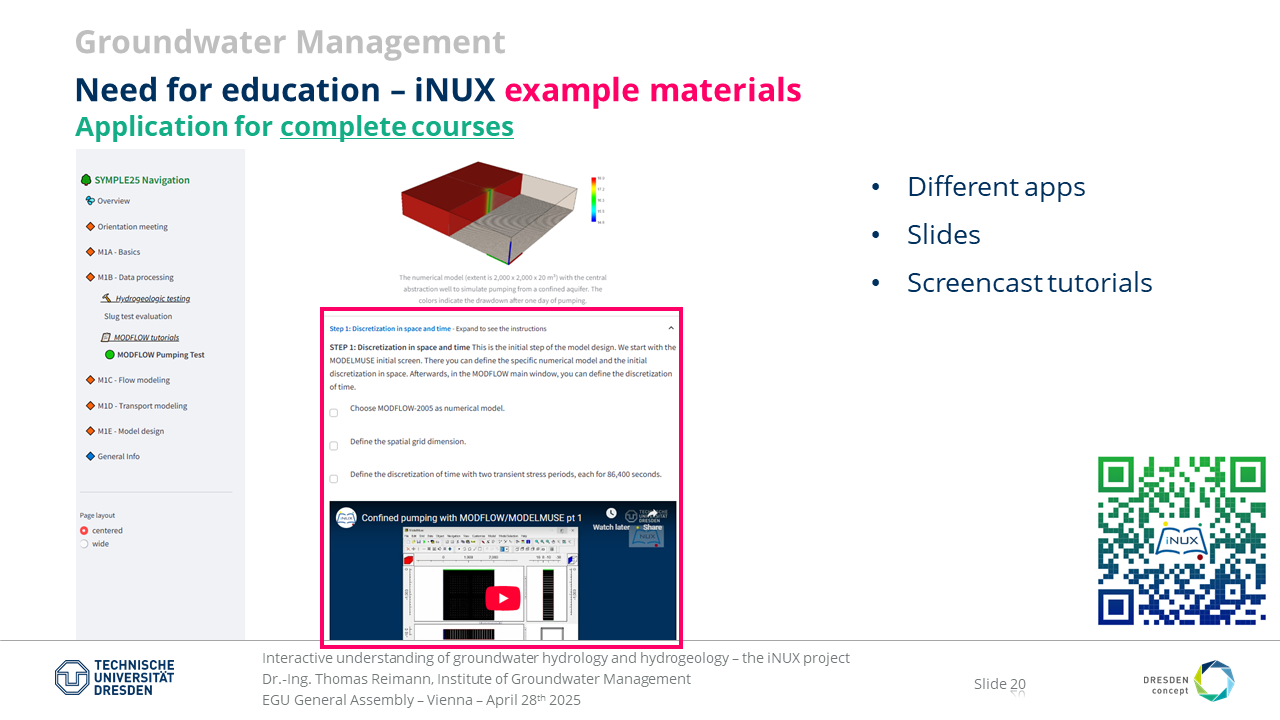 Groundwater Management
Need for education – iNUX example materials
Application for complete courses
SYMPLE25 Navigation
Overview
Orientation meeting
M1A - Basics
M1B - Data processing
Hydrogeologic testing
Slug test evaluation
MODFLOW tutorials
MODFLOW Pumping Test
M1C - Flow modeling
M1D - Transport modeling
M1E - Model design
General Info
Page layout
centered
wide
The numerical model (extent is 2,000 x 2,000 x 20 m³) with the central
abstraction well to simulate pumping from a confined aquifer. The
colors indicate the drawdown after one day of pumping.
Step 1: Discretization in space and time - Expand to see the instructions
STEP 1: Discretization in space and time This is the initial step of the model design. We start with the
MODELMUSE initial screen. There you can define the specific numerical model and the initial
discretization in space. Afterwards, in the MODFLOW main window, you can define the discretization
of time.
Choose MODFLOW-2005 as numerical model.
Define the spatial grid dimension.
Define the discretization of time with two transient stress periods, each for 86,400 seconds.
iNUX
Confined pumping with MODFLOW/MODELMUSE pt 1
Watch later
Share
TECHNISCHE
UNIVERSITÄT
DRESDEN
iNUX
• Different apps
• Slides
• Screencast tutorials
iNUX
TECHNISCHE
UNIVERSITÄT
DRESDEN
Interactive understanding of groundwater hydrology and hydrogeology – the iNUX project
Dr.-Ing. Thomas Reimann, Institute of Groundwater Management
EGU General Assembly – Vienna – April 28th 2025
Slide 20
DRESDEN
concept